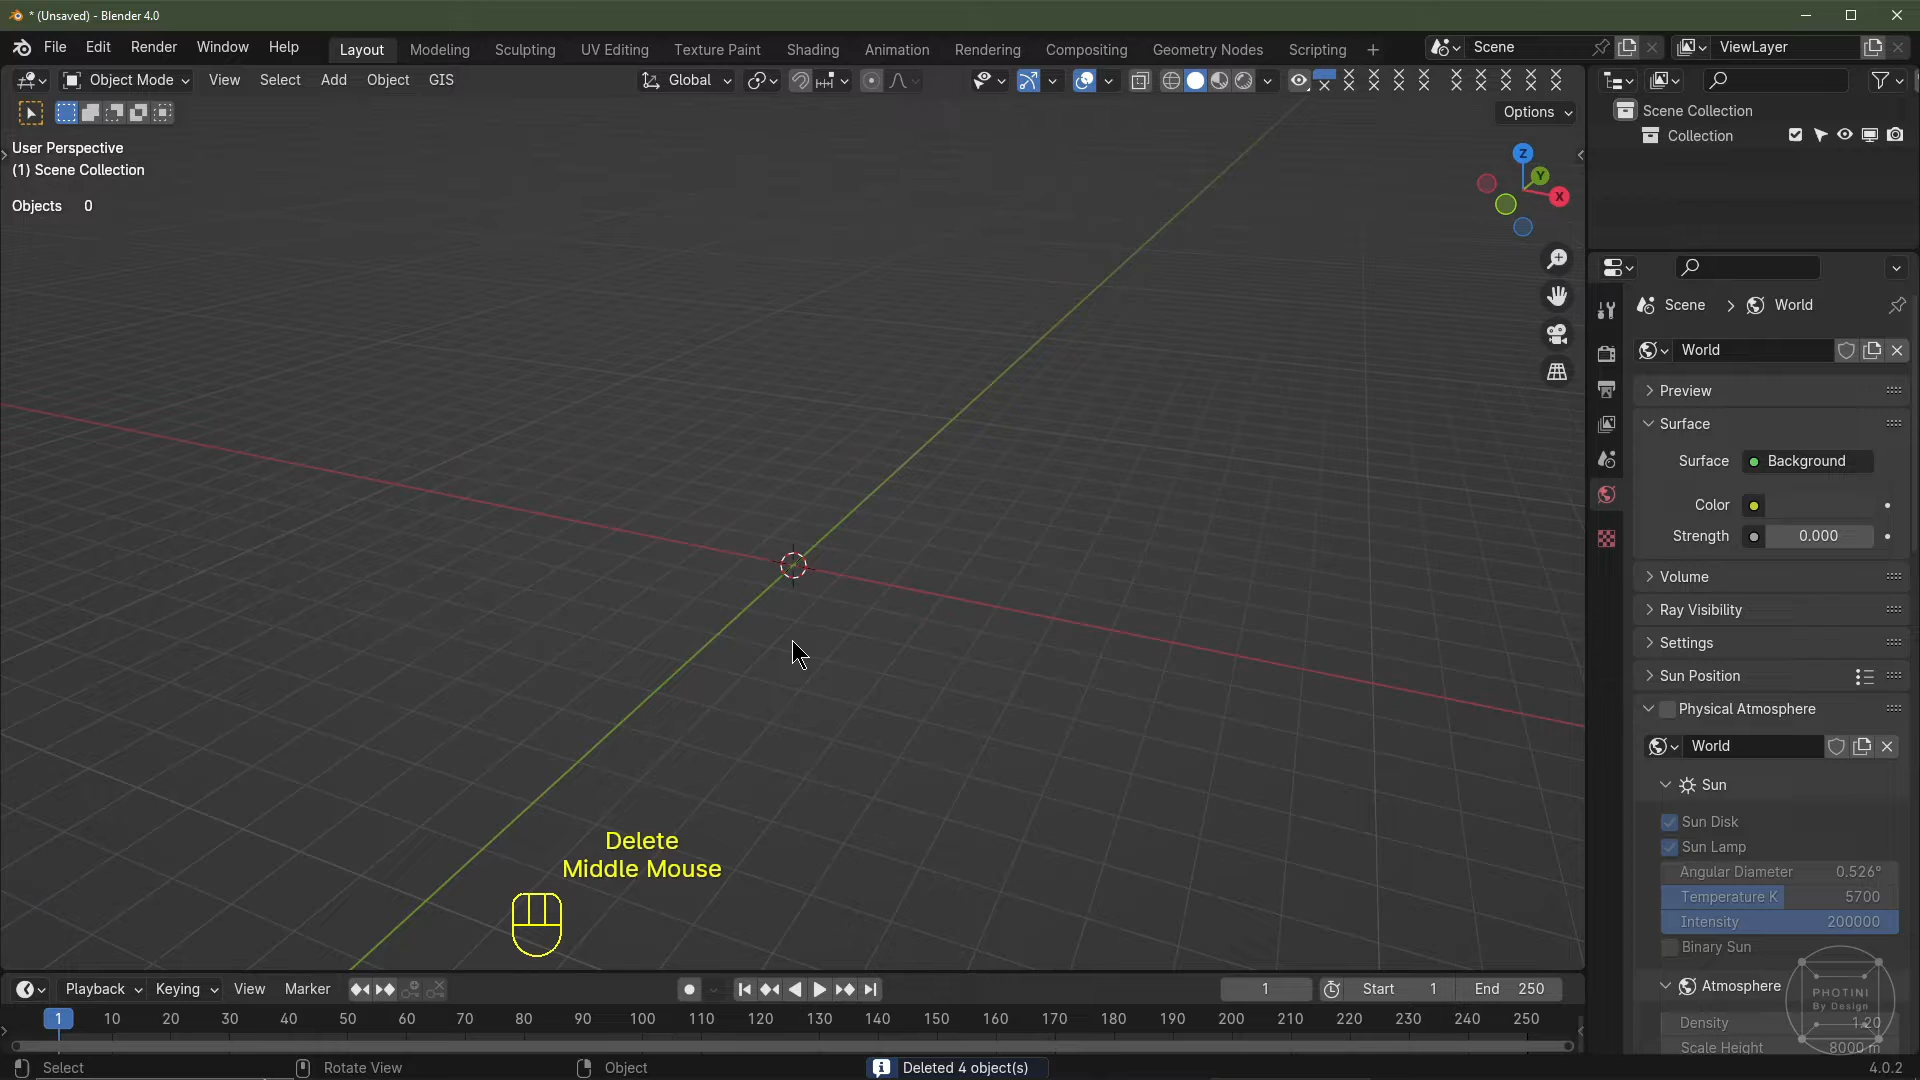 * (Unsaved) - Blender 4.0
File Edit Render Window Help Layout Modeling Sculpting UV Editing Texture Paint Shading Animation Rendering Compositing Geometry Nodes Scripting Scene ViewLayer
Object Mode View Select Add Object GIS Global
Options
User Perspective
(1) Scene Collection
Objects 0
Z
Y
X
Scene Collection
Collection
Scene > World
World
Preview
Surface
Surface Background
Color
Strength 0.000
Volume
Ray Visibility
Settings
Sun Position
Physical Atmosphere
World
Sun
Sun Disk
Sun Lamp
Angular Diameter 0.526°
Temperature K 5700
Intensity 200000
Binary Sun
Atmosphere
Density 1.20
Scale Height 8000 m
PHOTINI
By Design
Delete
Middle Mouse
Playback Keying View Marker 1 Start 1 End 250
1 10 20 30 40 50 60 70 80 90 100 110 120 130 140 150 160 170 180 190 200 210 220 230 240 250
Select Rotate View Object Deleted 4 object(s) 4.0.2